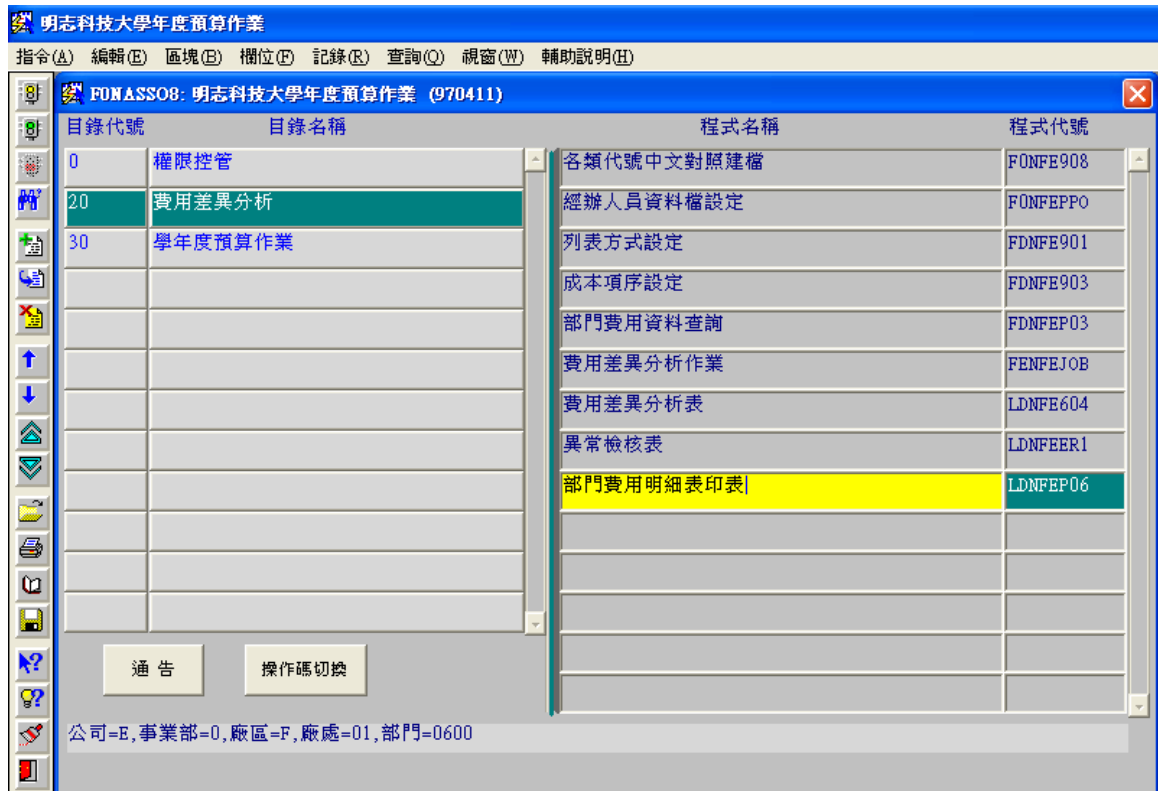 明志科技大學年度預算作業
指令(A) 編輯(E) 區塊(B) 欄位(F) 記錄(R) 查詢(Q) 視窗(W) 輔助說明(H)
F0NASS08: 明志科技大學年度預算作業 (970411)
目錄代號 目錄名稱 程式名稱 程式代號
0 權限控管 各類代號中文對照建檔 F0NFE908
20 費用差異分析 經辦人員資料檔設定 F0NFEPP0
30 學年度預算作業 列表方式設定 FDNFE901
成本項序設定 FDNFE903
部門費用資料查詢 FDNFEP03
費用差異分析作業 FENFEJOB
費用差異分析表 LDNFE604
異常檢核表 LDNFEER1
部門費用明細表印表 LDNFEP06
通 告 操作碼切換
公司=E,事業部=0,廠區=F,廠處=01,部門=0600